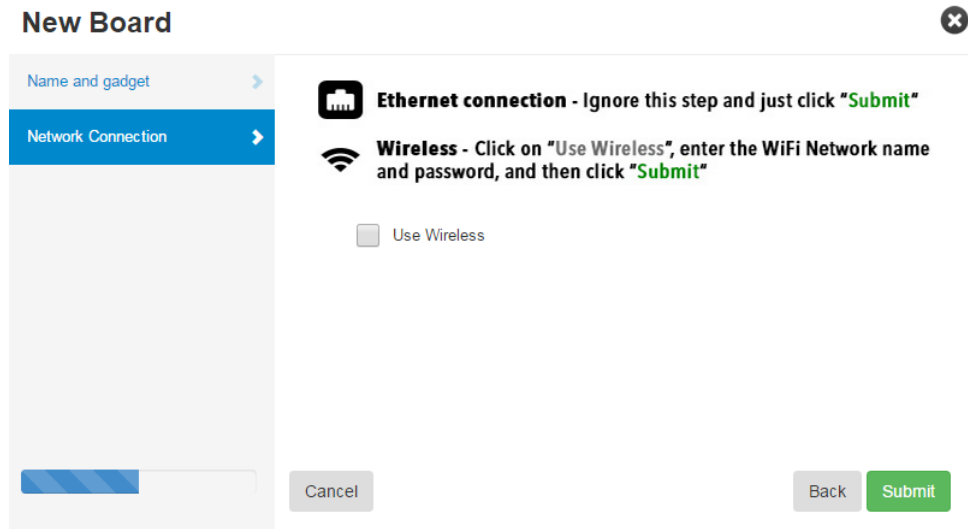 New Board
Name and gadget
Network Connection
Ethernet connection - Ignore this step and just click "Submit"
Wireless - Click on "Use Wireless", enter the WiFi Network name
and password, and then click "Submit"
Use Wireless
Cancel
Back
Submit